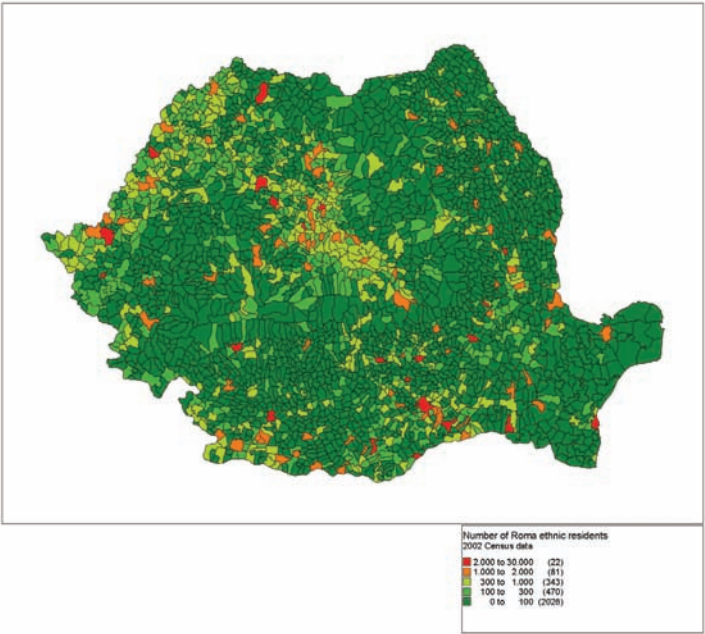 Number of Roma ethnic residents
2002 Census data
2.000 to 30.000 (22)
1.000 to 2.000 (81)
300 to 1.000 (343)
100 to 300 (470)
0 to 100 (2028)